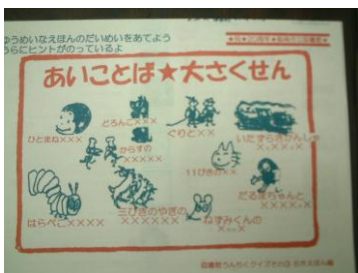 ゆうめいなえほんのだいめいをあてよう
うらにヒントがのっているよ
あいことば★大さくせん
ひとまね×××
どろんこ×××
ぐりと××
いたずらきかんしゃ
××××
からすの
×××××
11ぴきの××
だるまちゃんと
××××
はらぺこ××××
三びきのやぎの
××××××
ねずみくんの
×××